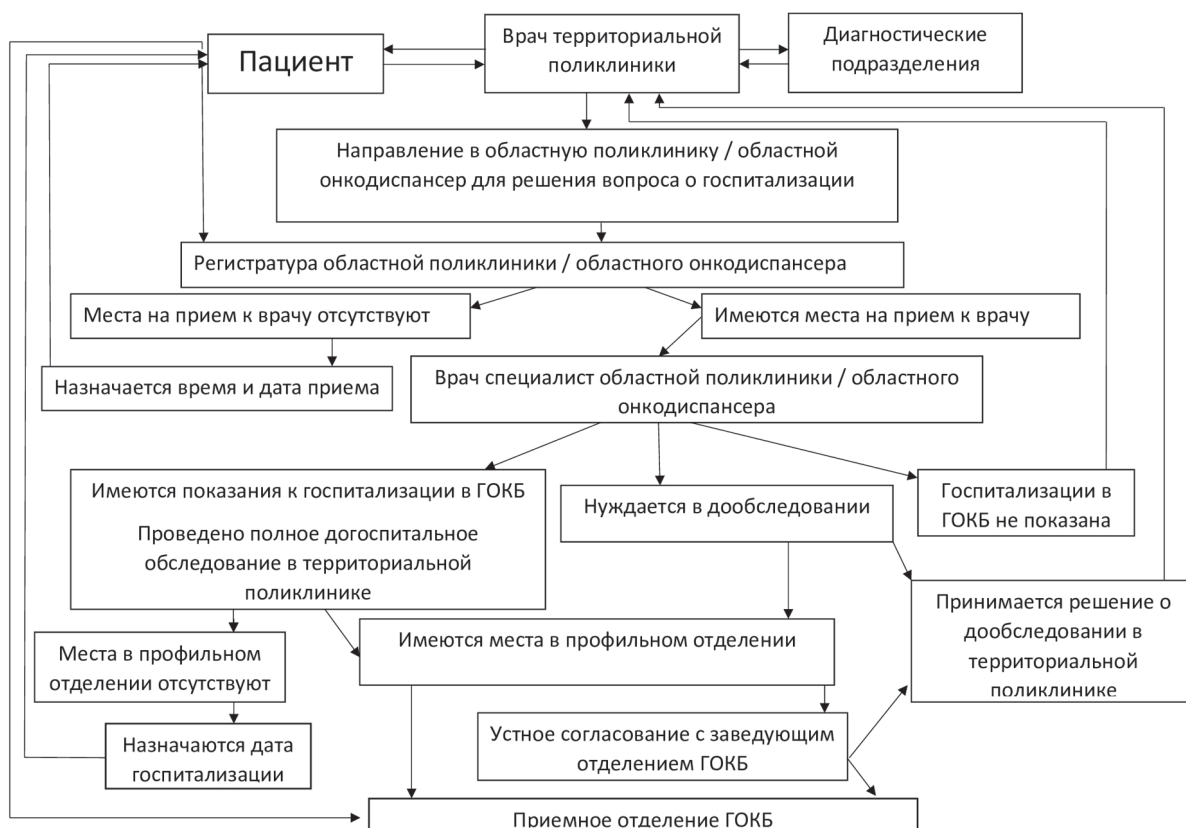 Пациент
Врач территориальной
поликлиники
Диагностические
подразделения
Направление в областную поликлинику / областной
онкодиспансер для решения вопроса о госпитализации
Регистратура областной поликлиники / областного онкодиспансера
Места на прием к врачу отсутствуют
Имеются места на прием к врачу
Назначается время и дата приема
Врач специалист областной поликлиники / областного
онкодиспансера
Имеются показания к госпитализации в ГОКБ
Проведено полное догоспитальное
обследование в территориальной
поликлинике
Нуждается в дообследовании
Госпитализации в
ГОКБ не показана
Места в профильном
отделении отсутствуют
Имеются места в профильном отделении
Принимается решение о
дообследовании в
территориальной
поликлинике
Назначаются дата
госпитализации
Устное согласование с заведующим
отделением ГОКБ
Приемное отделение ГОКБ